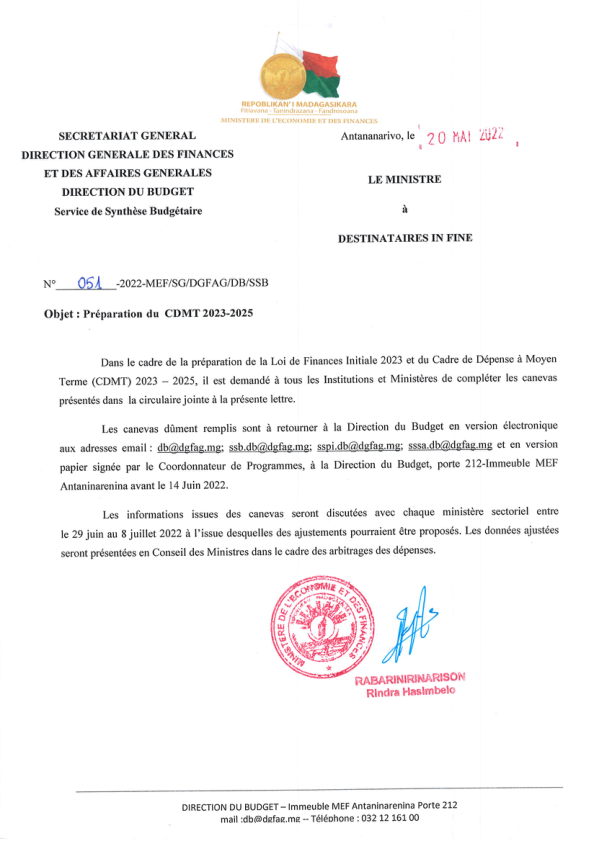 REPOBLIKAN'I MADAGASIKARA
Fitiavana - Tanindrazana - Fandrosoana
MINISTERE DE L'ECONOMIE ET DES FINANCES
SECRETARIAT GENERAL
DIRECTION GENERALE DES FINANCES
ET DES AFFAIRES GENERALES
DIRECTION DU BUDGET
Service de Synthèse Budgétaire
Antananarivo, le 20 MAI 2022
LE MINISTRE
à
DESTINATAIRES IN FINE
N° 051 -2022-MEF/SG/DGFAG/DB/SSB
Objet : Préparation du CDMT 2023-2025
Dans le cadre de la préparation de la Loi de Finances Initiale 2023 et du Cadre de Dépense à Moyen
Terme (CDMT) 2023 – 2025, il est demandé à tous les Institutions et Ministères de compléter les canevas
présentés dans la circulaire jointe à la présente lettre.
Les canevas dûment remplis sont à retourner à la Direction du Budget en version électronique
aux adresses email : db@dgfag.mg; ssb.db@dgfag.mg; sspi.db@dgfag.mg; sssa.db@dgfag.mg et en version
papier signée par le Coordonnateur de Programmes, à la Direction du Budget, porte 212-Immeuble MEF
Antaninarenina avant le 14 Juin 2022.
Les informations issues des canevas seront discutées avec chaque ministère sectoriel entre
le 29 juin au 8 juillet 2022 à l'issue desquelles des ajustements pourraient être proposés. Les données ajustées
seront présentées en Conseil des Ministres dans le cadre des arbitrages des dépenses.
MINISTERE DE L'ECONOMIE ET DES FINANCES
RABARINIRINARISON
Rindra Hasimbelo
DIRECTION DU BUDGET – Immeuble MEF Antaninarenina Porte 212
mail :db@dgfag.mg -- Téléphone : 032 12 161 00